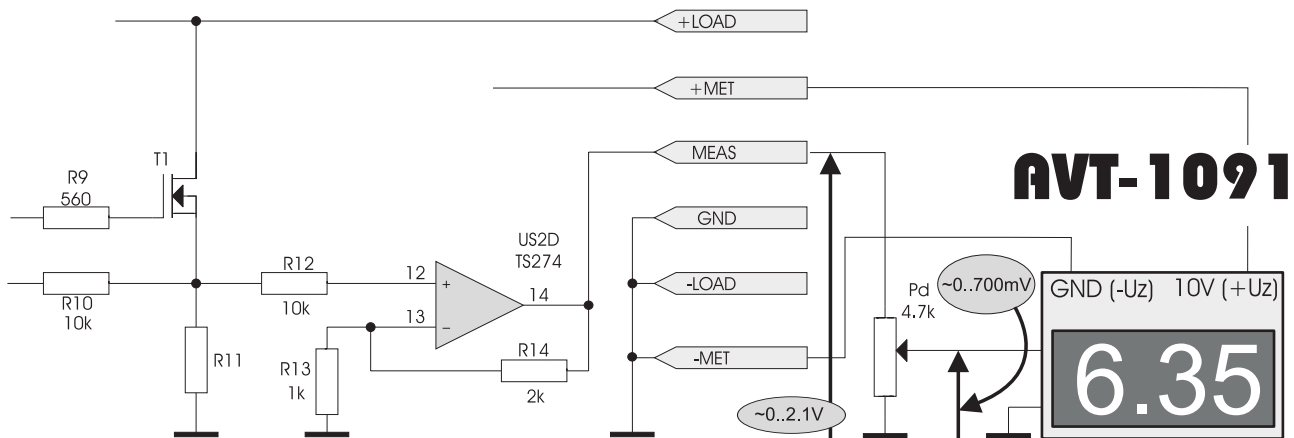 +LOAD
+MET
T1
MEAS
AVT-1091
R9
560
GND
US2D
TS274
R12
12
+
-LOAD
GND (-Uz) 10V (+Uz)
R10
10k
10k
14
Pd
4.7k
~0..700mV
13
−
R11
R13
1k
R14
2k
-MET
6.35
~0..2.1V